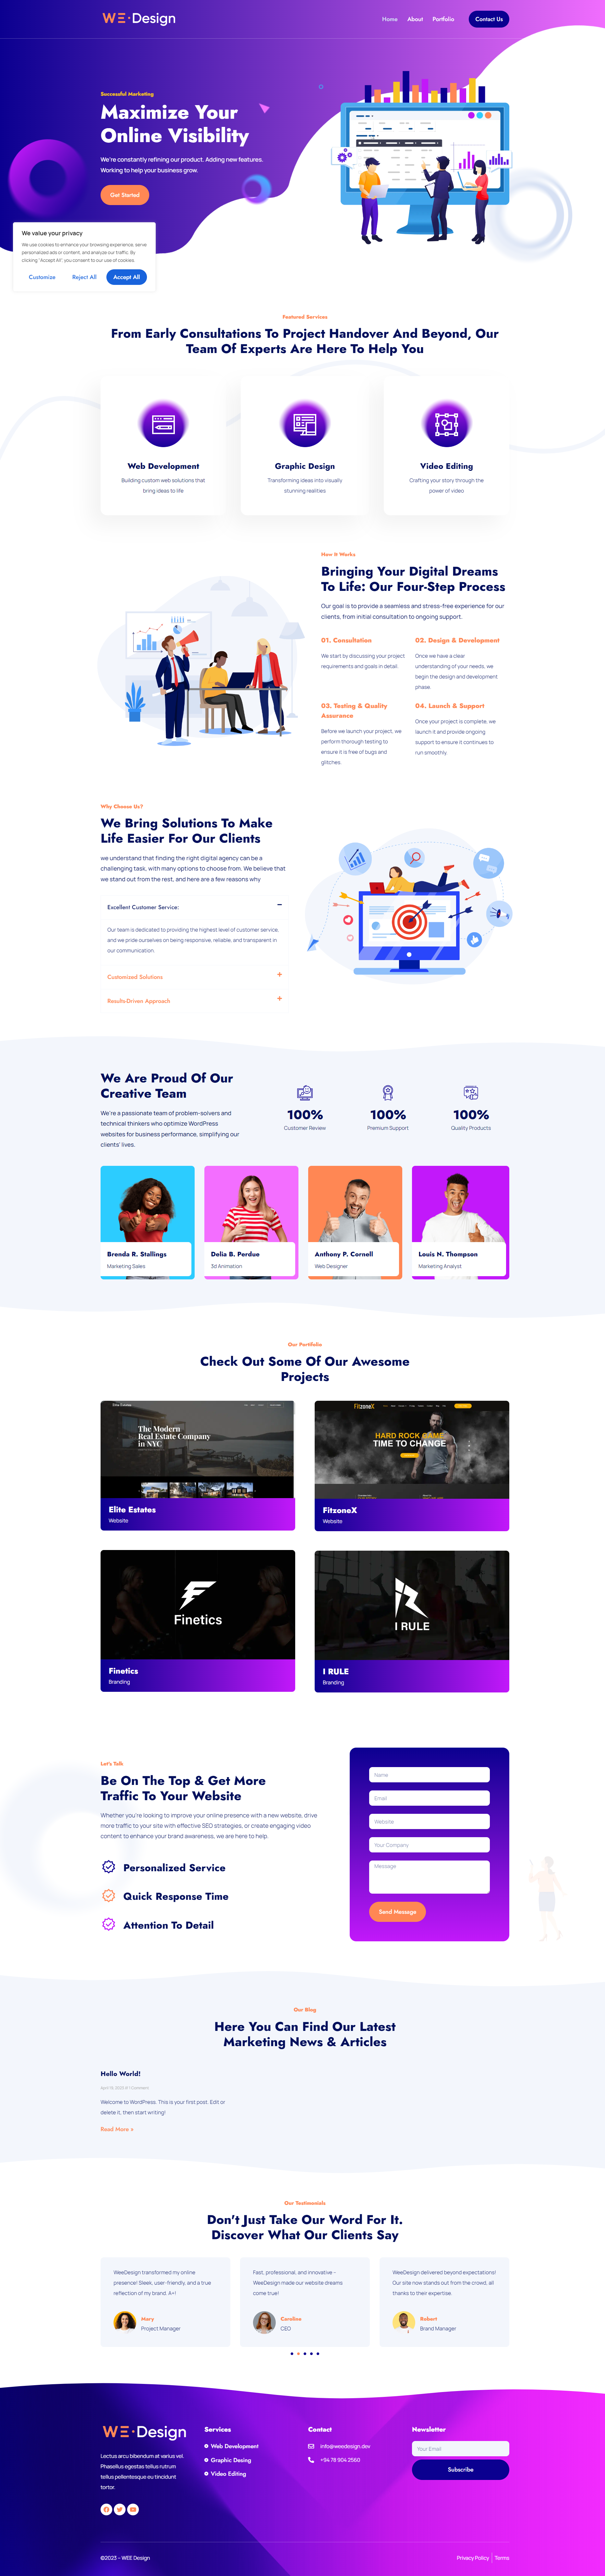 WE·Design
Home About Portfolio Contact Us
Soccessful Marketing
Maximize Your
Online Visibility
We're constantly refining our product. Adding new features.
Working to help your business grow.
Get Started
We value your privacy
We use cookies to enhance your browsing experience, serve
personalized ads or content, and analyze our traffic. By
clicking "Accept All", you consent to our use of cookies.
Customize Reject All Accept All
Featured Services
From Early Consultations To Project Handover And Beyond, Our
Team Of Experts Are Here To Help You
Web Development
Building custom web solutions that
bring ideas to life
Graphic Design
Transforming ideas into visually
stunning realities
Video Editing
Crafting your story through the
power of video
How It Works
Bringing Your Digital Dreams
To Life: Our Four-Step Process
Our goal is to provide a seamless and stress-free experience for our
clients, from initial consultation to ongoing support.
01. Consultation
We start by discussing your project
requirements and goals in detail.
02. Design & Development
Once we have a clear
understanding of your needs, we
begin the design and development
phase.
03. Testing & Quality
Assurance
Before we launch your project, we
perform thorough testing to
ensure it is free of bugs and
glitches.
04. Launch & Support
Once your project is complete, we
launch it and provide ongoing
support to ensure it continues to
run smoothly.
Why Choose Us?
We Bring Solutions To Make
Life Easier For Our Clients
we understand that finding the right digital agency can be a
challenging task, with many options to choose from. We believe that
we stand out from the rest, and here are a few reasons why
Excellent Customer Service:
Our team is dedicated to providing the highest level of customer service,
and we pride ourselves on being responsive, reliable, and transparent in
our communication.
Customized Solutions
Results-Driven Approach
We Are Proud Of Our
Creative Team
We're a passionate team of problem-solvers and
technical thinkers who optimize WordPress
websites for business performance, simplifying our
clients' lives.
100%
Customer Review
100%
Premium Support
100%
Quality Products
Brenda R. Stallings
Marketing Sales
Delia B. Perdue
3d Animation
Anthony P. Cornell
Web Designer
Louis N. Thompson
Marketing Analyst
Our Portfolio
Check Out Some Of Our Awesome
Projects
The Modern
Real Estate Company
in NYC
Elite Estates
Website
FitzoneX
HARD ROCK GAME.
TIME TO CHANGE
FitzoneX
Website
Finetics
Finetics
Branding
I RULE
I RULE
Branding
Let's Talk
Be On The Top & Get More
Traffic To Your Website
Whether you're looking to improve your online presence with a new website, drive
more traffic to your site with effective SEO strategies, or create engaging video
content to enhance your brand awareness, we are here to help.
Personalized Service
Quick Response Time
Attention To Detail
Name
Email
Website
Your Company
Message
Send Message
Our Blog
Here You Can Find Our Latest
Marketing News & Articles
Hello World!
Welcome to WordPress. This is your first post. Edit or
delete it, then start writing!
Read More »
Our Testimonials
Don't Just Take Our Word For It.
Discover What Our Clients Say
WeeDesign transformed my online
presence! Sleek, user-friendly, and a true
reflection of my brand. A+!
Mary
Project Manager
Fast, professional, and innovative –
WeeDesign made our website dreams
come true!
Caroline
CEO
WeeDesign delivered beyond expectations!
Our site now stands out from the crowd, all
thanks to their expertise.
Robert
Brand Manager
WE·Design
Lectus arcu bibendum at varius vel.
Phasellus egestas tellus rutrum
tellus pellentesque eu tincidunt
tortor.
Services
Web Development
Graphic Desing
Video Editing
Contact
info@weedesign.dev
+94 78 904 2560
Newsletter
Your Email
Subscribe
©2023 - WEE Design
Privacy Policy Terms